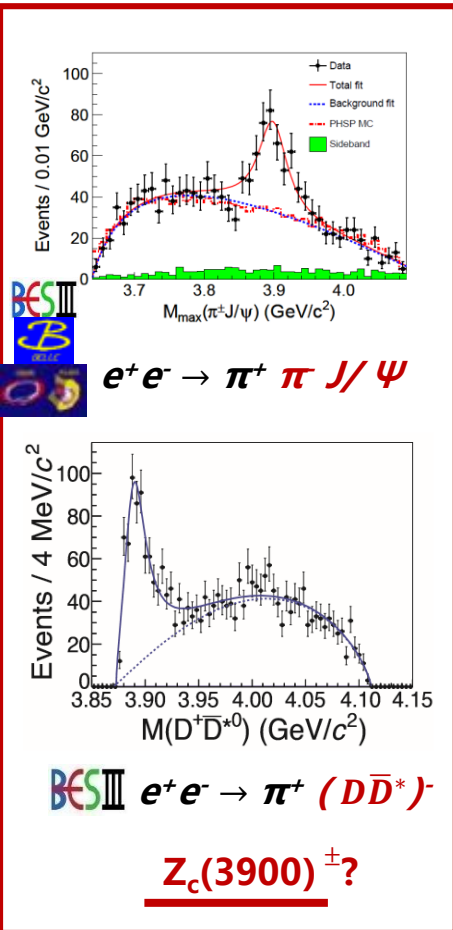 Events / 0.01 GeV/c²
100
80
60
40
20
0
Data
Total fit
Background fit
PHSP MC
Sideband
3.7 3.8 3.9 4.0
M_max(π±J/ψ) (GeV/c²)
BESIII
B
BELLE
e⁺e⁻ → π⁺ π⁻ J/Ψ
Events / 4 MeV/c²
100
80
60
40
20
0
3.85 3.90 3.95 4.00 4.05 4.10 4.15
M(D⁺D̅*⁰) (GeV/c²)
BESIII e⁺e⁻ → π⁺ (DD̅*)⁻
Z_c(3900) ±?